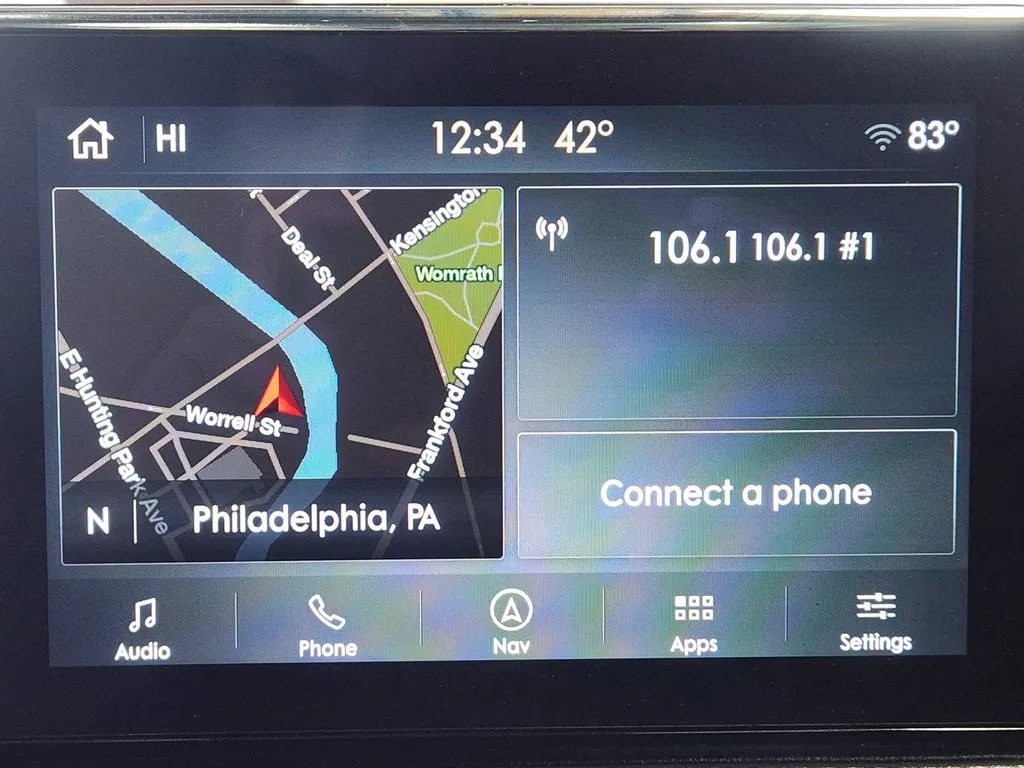 HI
12:34 42°
83°
Deal St
Kensington
Womrath
E Hunting Park Ave
Worrell St
Frankford Ave
N
Philadelphia, PA
106.1 106.1 #1
Connect a phone
Audio
Phone
Nav
Apps
Settings